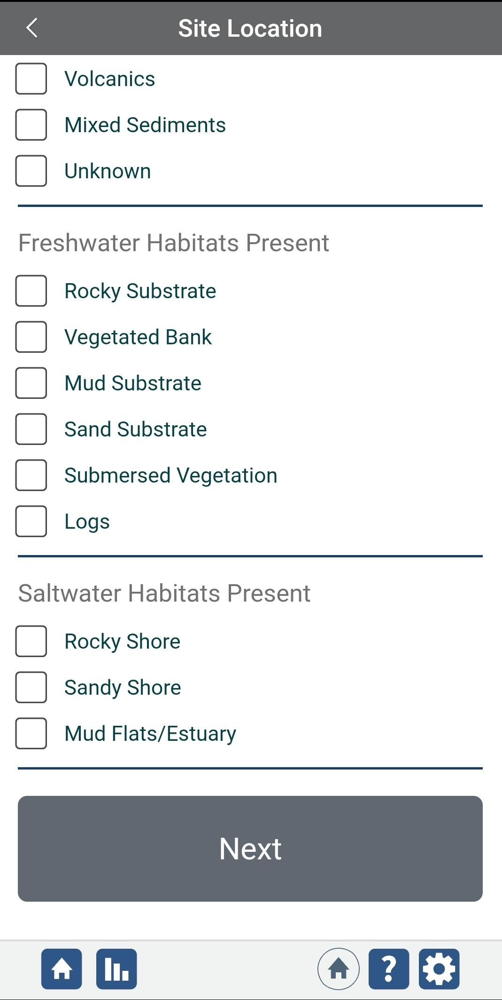 Site Location
Volcanics
Mixed Sediments
Unknown
Freshwater Habitats Present
Rocky Substrate
Vegetated Bank
Mud Substrate
Sand Substrate
Submersed Vegetation
Logs
Saltwater Habitats Present
Rocky Shore
Sandy Shore
Mud Flats/Estuary
Next
?